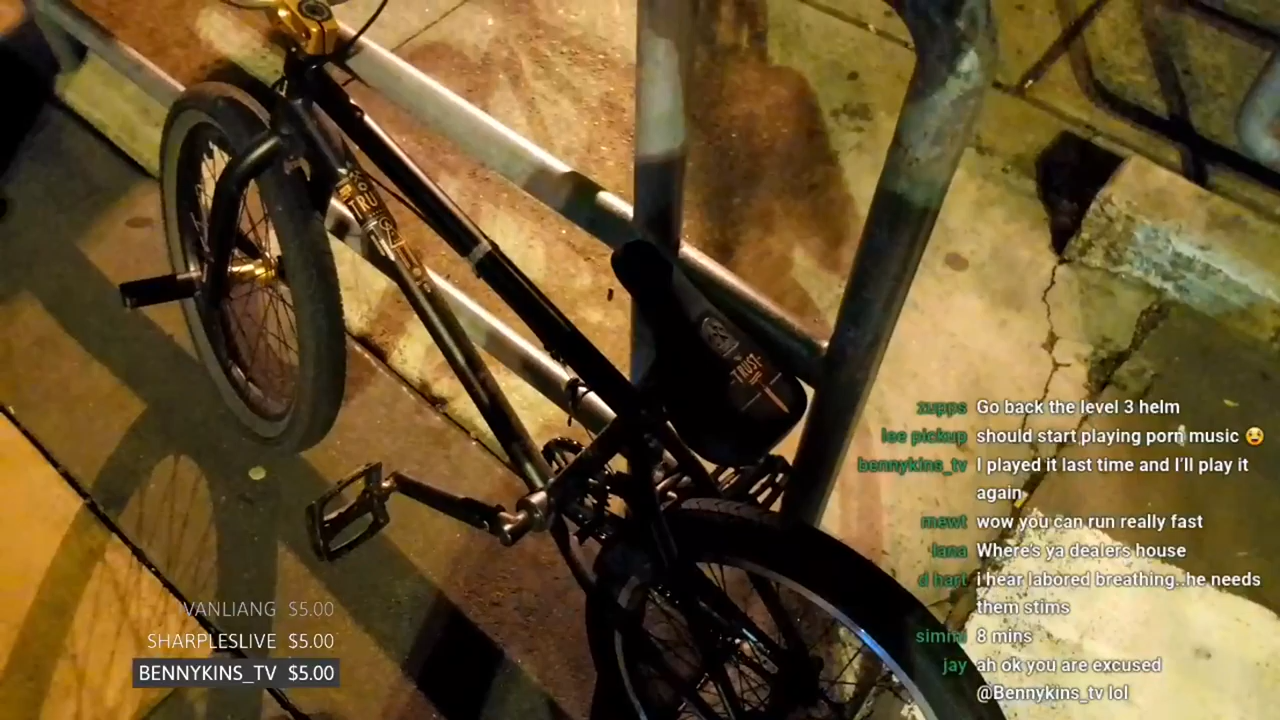 TRU
TRUST
zupps Go back the level 3 helm
lee pickup should start playing porn music 😆
bennykins_tv I played it last time and I'll play it
again
mewt wow you can run really fast
lana Where's ya dealers house
d hart i hear labored breathing..he needs
them stims
simmi 8 mins
jay ah ok you are excused
@Bennykins_tv lol
VANLIANG $5.00
SHARPLESLIVE $5.00
BENNYKINS_TV $5.00